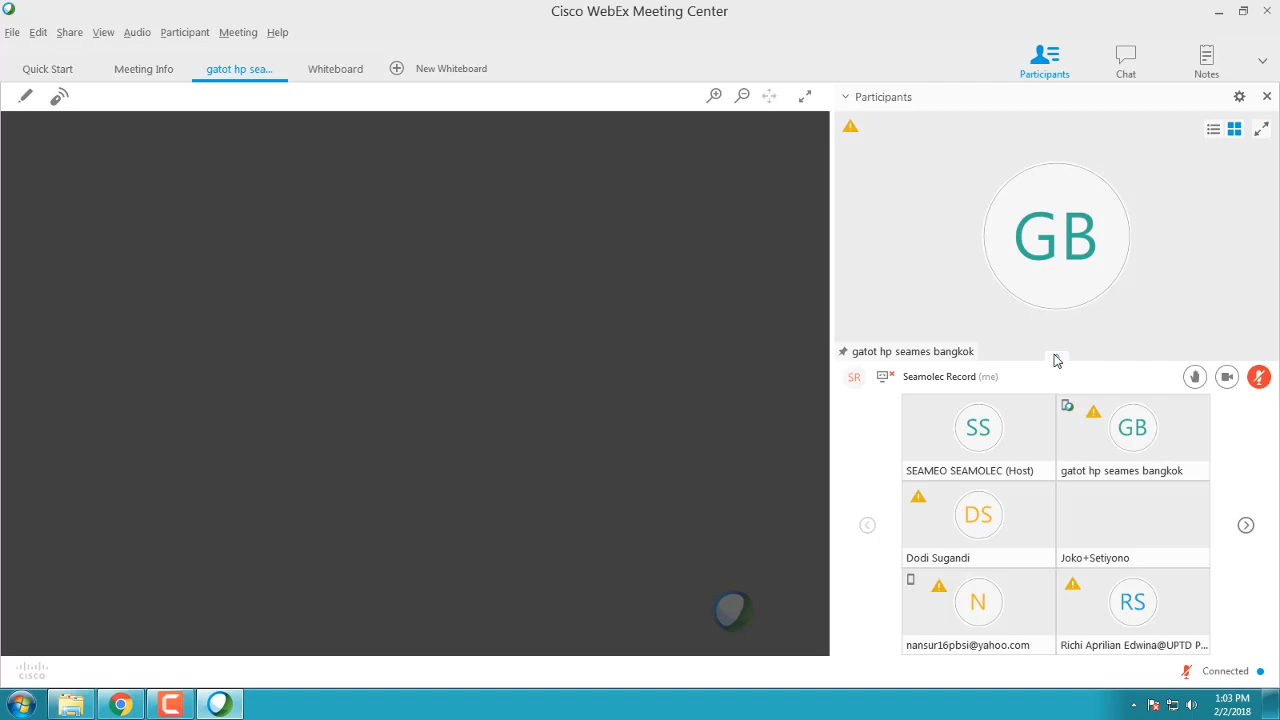 Cisco WebEx Meeting Center
File Edit Share View Audio Participant Meeting Help
Quick Start Meeting Info gatot hp sea... Whiteboard New Whiteboard
Participants Chat Notes
Participants
GB
gatot hp seames bangkok
SR Seamolec Record (me)
SS GB
SEAMEO SEAMOLEC (Host) gatot hp seames bangkok
DS
Dodi Sugandi Joko+Setiyono
N RS
nansur16pbsi@yahoo.com Richi Aprilian Edwina@UPTD P...
cisco Connected
1:03 PM
2/2/2018